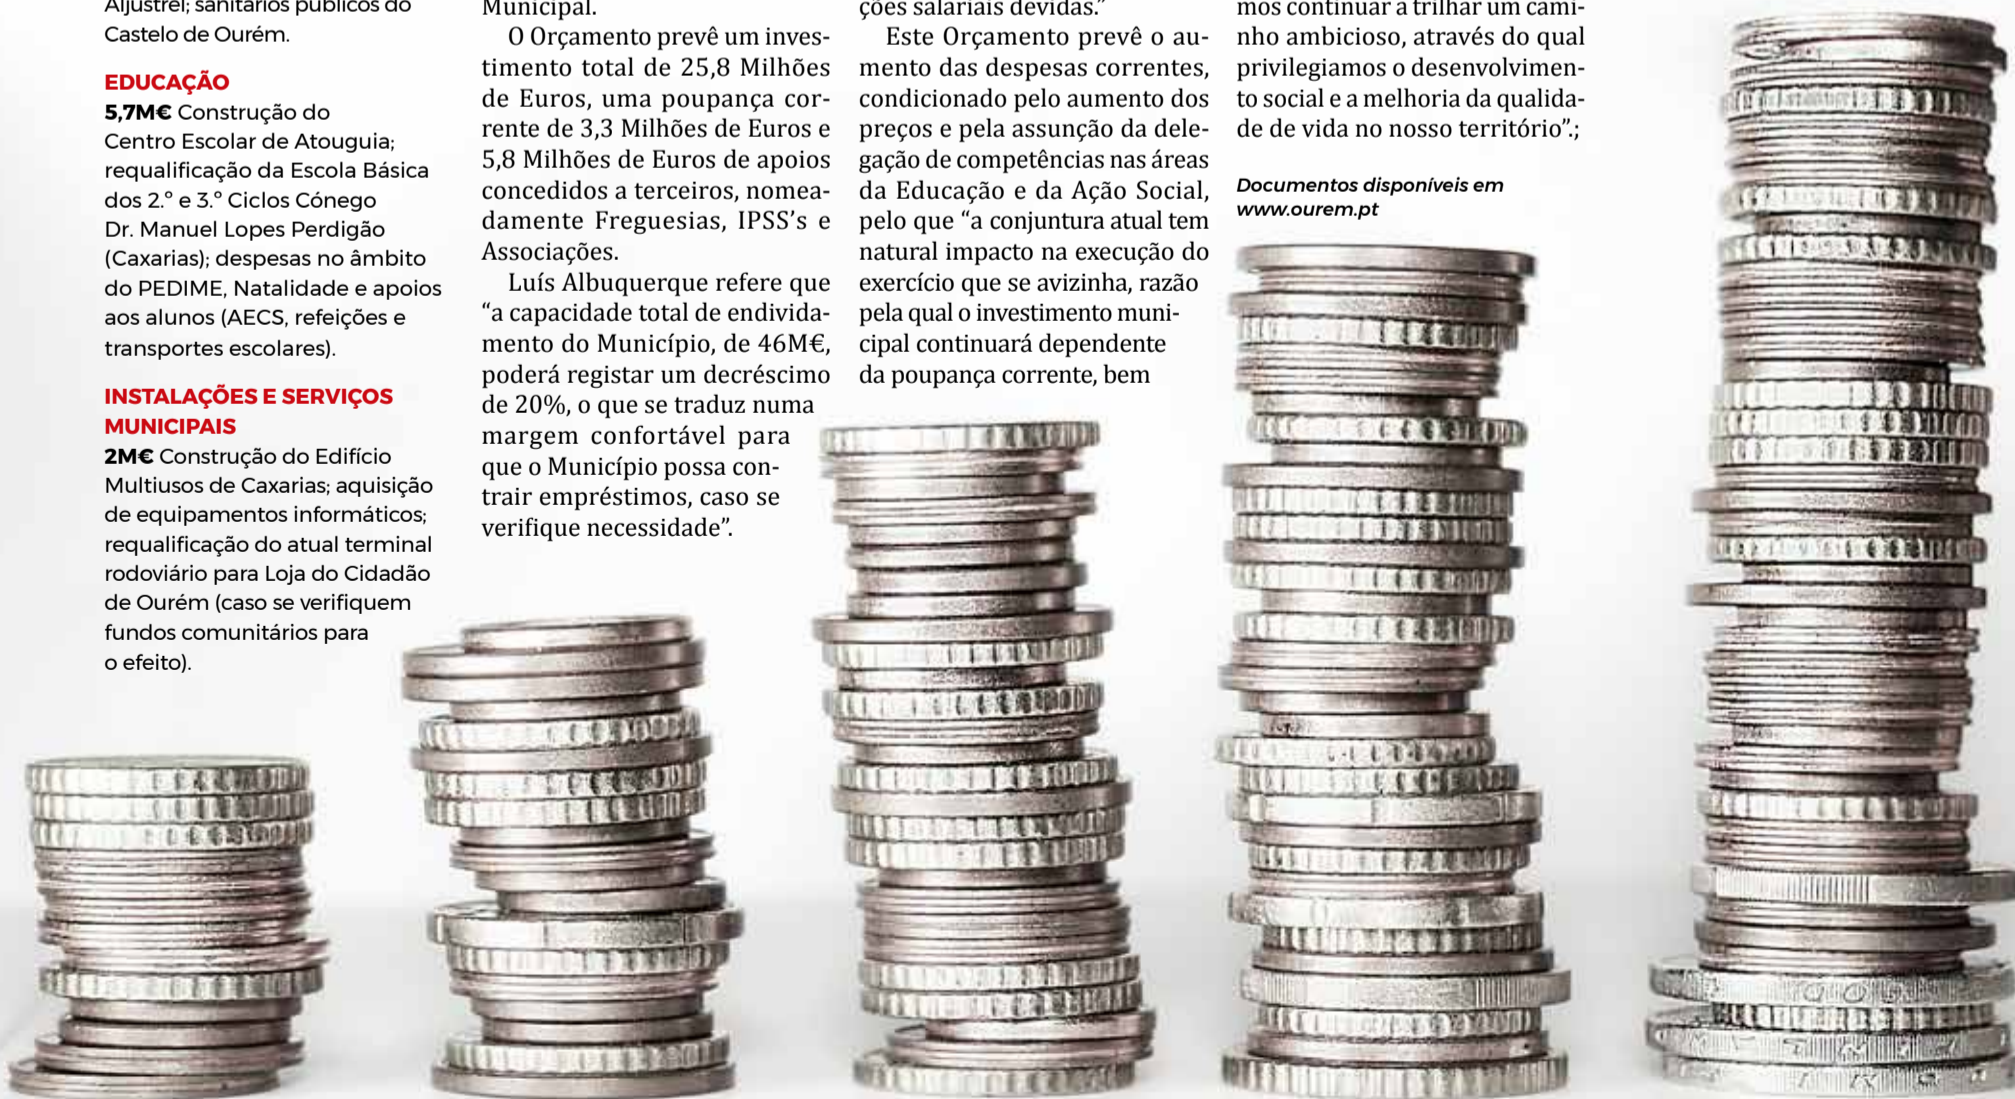 Aljustrel; sanitários públicos do
Castelo de Ourém.
EDUCAÇÃO
5,7M€ Construção do
Centro Escolar de Atouguia;
requalificação da Escola Básica
dos 2.º e 3.º Ciclos Cónego
Dr. Manuel Lopes Perdigão
(Caxarias); despesas no âmbito
do PEDIME, Natalidade e apoios
aos alunos (AECS, refeições e
transportes escolares).
INSTALAÇÕES E SERVIÇOS
MUNICIPAIS
2M€ Construção do Edifício
Multiusos de Caxarias; aquisição
de equipamentos informáticos;
requalificação do atual terminal
rodoviário para Loja do Cidadão
de Ourém (caso se verifiquem
fundos comunitários para
o efeito).
Municipal.
O Orçamento prevê um inves-
timento total de 25,8 Milhões
de Euros, uma poupança cor-
rente de 3,3 Milhões de Euros e
5,8 Milhões de Euros de apoios
concedidos a terceiros, nomea-
damente Freguesias, IPSS's e
Associações.
Luís Albuquerque refere que
“a capacidade total de endivida-
mento do Município, de 46M€,
poderá registar um decréscimo
de 20%, o que se traduz numa
margem confortável para
que o Município possa con-
trair empréstimos, caso se
verifique necessidade”.
ções salariais devidas.”
Este Orçamento prevê o au-
mento das despesas correntes,
condicionado pelo aumento dos
preços e pela assunção da dele-
gação de competências nas áreas
da Educação e da Ação Social,
pelo que “a conjuntura atual tem
natural impacto na execução do
exercício que se avizinha, razão
pela qual o investimento muni-
cipal continuará dependente
da poupança corrente, bem
mos continuar a trilhar um cami-
nho ambicioso, através do qual
privilegiamos o desenvolvimen-
to social e a melhoria da qualida-
de de vida no nosso território”.;
Documentos disponíveis em
www.ourem.pt